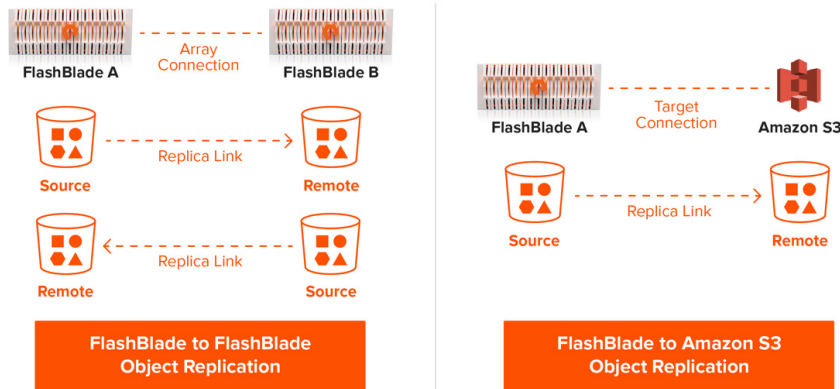 Array
Connection
FlashBlade A
FlashBlade B
Replica Link
Source
Remote
Replica Link
Remote
Source
FlashBlade to FlashBlade
Object Replication
Target
Connection
FlashBlade A
Amazon S3
Replica Link
Source
Remote
FlashBlade to Amazon S3
Object Replication